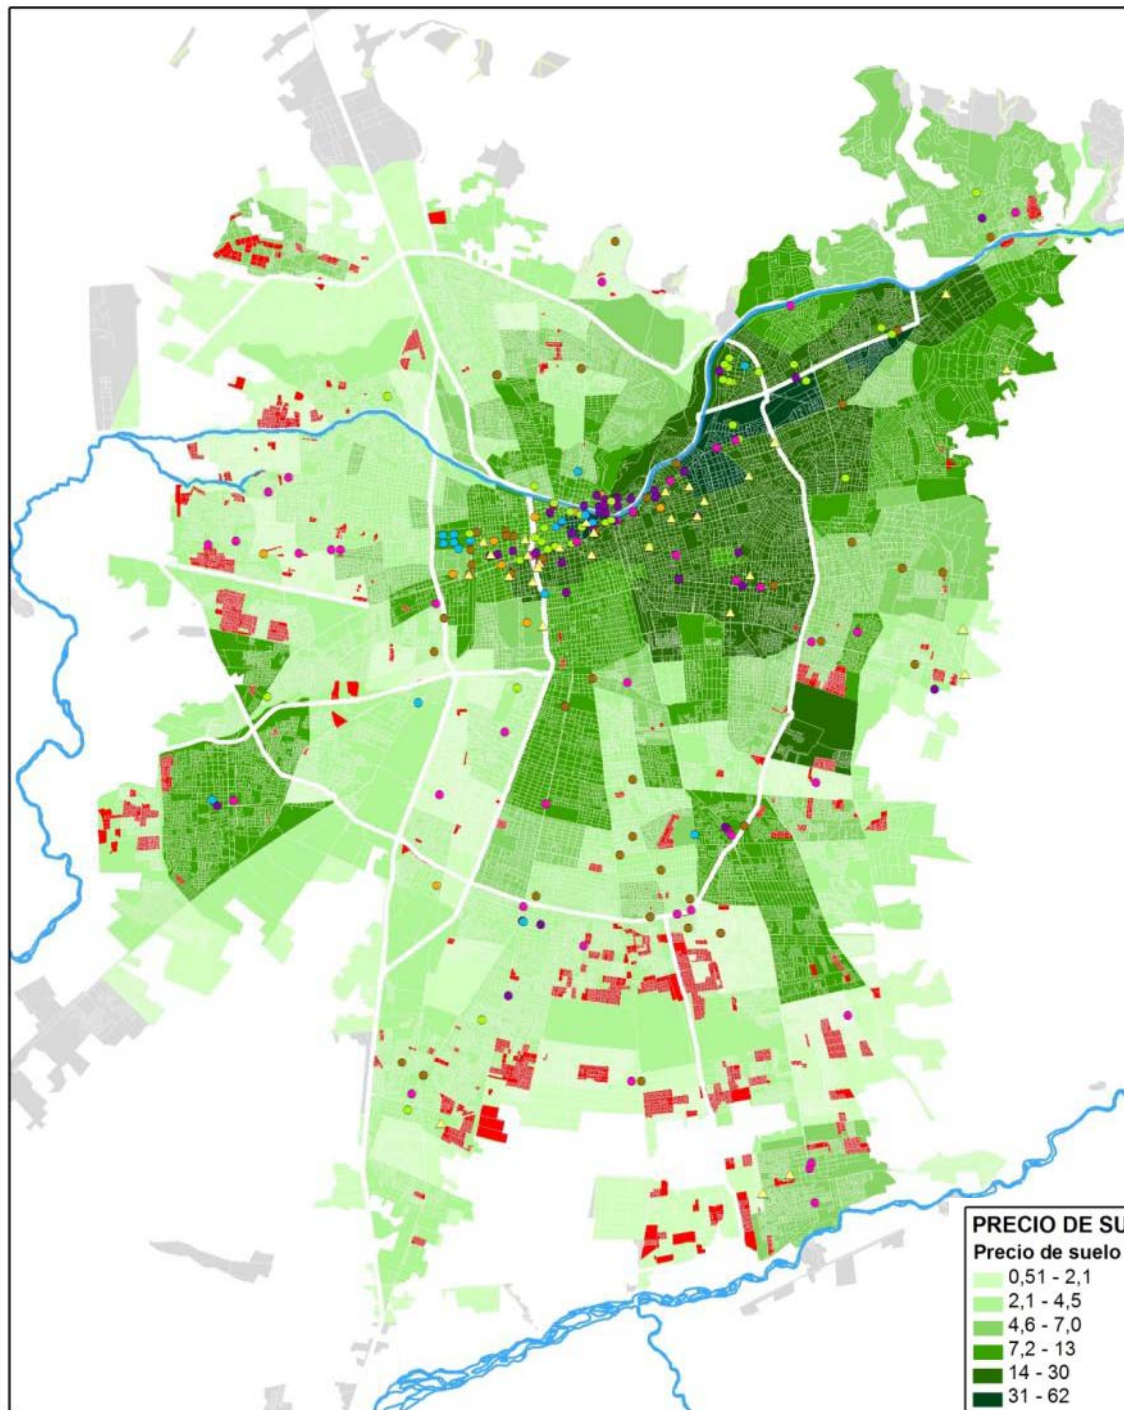 PRECIO DE SU
Precio de suelo
0,51 - 2,1
2,1 - 4,5
4,6 - 7,0
7,2 - 13
14 - 30
31 - 62